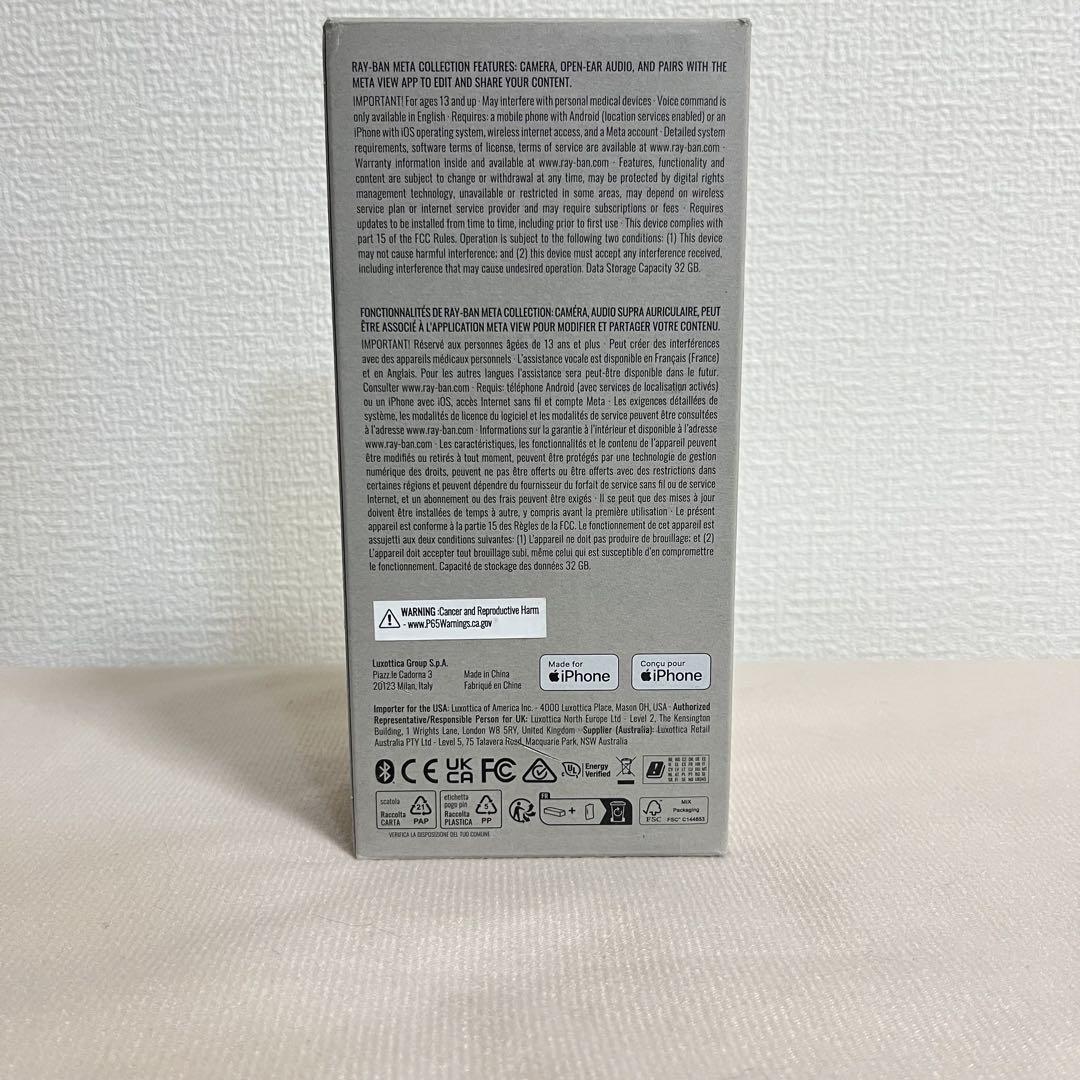 RAY-BAN META COLLECTION FEATURES: CAMERA, OPEN-EAR AUDIO, AND PAIRS WITH THE
META VIEW APP TO EDIT AND SHARE YOUR CONTENT.
IMPORTANT! For ages 13 and up · May interfere with personal medical devices · Voice command is
only available in English · Requires: a mobile phone with Android (location services enabled) or an
iPhone with iOS operating system, wireless internet access, and a Meta account · Detailed system
requirements, software terms of license, terms of service are available at www.ray-ban.com ·
Warranty information inside and available at www.ray-ban.com · Features, functionality and
content are subject to change or withdrawal at any time, may be protected by digital rights
management technology, unavailable or restricted in some areas, may depend on wireless
service plan or internet service provider and may require subscriptions or fees · Requires
updates to be installed from time to time, including prior to first use · This device complies with
part 15 of the FCC Rules. Operation is subject to the following two conditions: (1) This device
may not cause harmful interference; and (2) this device must accept any interference received,
including interference that may cause undesired operation. Data Storage Capacity 32 GB.
FONCTIONNALITÉS DE RAY-BAN META COLLECTION: CAMÉRA, AUDIO SUPRA AURICULAIRE, PEUT
ÊTRE ASSOCIÉ À L'APPLICATION META VIEW POUR MODIFIER ET PARTAGER VOTRE CONTENU.
IMPORTANT! Réservé aux personnes âgées de 13 ans et plus · Peut créer des interférences
avec des appareils médicaux personnels · L'assistance vocale est disponible en Français (France)
et en Anglais. Pour les autres langues l'assistance sera peut-être disponible dans le futur.
Consulter www.ray-ban.com · Requis: téléphone Android (avec services de localisation activés)
ou un iPhone avec iOS, accès Internet sans fil et compte Meta · Les exigences détaillées de
système, les modalités de licence du logiciel et les modalités de service peuvent être consultées
à l'adresse www.ray-ban.com · Informations sur la garantie à l'intérieur et disponible à l'adresse
www.ray-ban.com · Les caractéristiques, les fonctionnalités et le contenu de l'appareil peuvent
être modifiés ou retirés à tout moment, peuvent être protégés par une technologie de gestion
numérique des droits, peuvent ne pas être offerts ou être offerts avec des restrictions dans
certaines régions et peuvent dépendre du fournisseur du forfait de service sans fil ou de service
Internet, et un abonnement ou des frais peuvent être exigés · Il se peut que des mises à jour
doivent être installées de temps à autre, y compris avant la première utilisation · Le présent
appareil est conforme à la partie 15 des Règles de la FCC. Le fonctionnement de cet appareil est
assujetti aux deux conditions suivantes: (1) L'appareil ne doit pas produire de brouillage; et (2)
L'appareil doit accepter tout brouillage subi, même celui qui est susceptible d'en compromettre
le fonctionnement. Capacité de stockage des données 32 GB.
WARNING :Cancer and Reproductive Harm
- www.P65Warnings.ca.gov
Luxottica Group S.p.A.
Piazz.le Cadorna 3
20123 Milan, Italy
Made in China
Fabriqué en Chine
Made for
iPhone
Conçu pour
iPhone
Importer for the USA: Luxottica of America Inc. - 4000 Luxottica Place, Mason OH, USA · Authorized
Representative/Responsible Person for UK: Luxottica North Europe Ltd - Level 2, The Kensington
Building, 1 Wrights Lane, London W8 5RY, United Kingdom · Supplier (Australia): Luxottica Retail
Australia PTY Ltd - Level 5, 75 Talavera Road, Macquarie Park, NSW Australia
CE UK CA FC c UL Energy Verified
scatola
Raccolta
CARTA
21
PAP
etichetta
pogo pin
Raccolta
PLASTICA
5
PP
VERIFICA LA DISPOSIZIONE DEL TUO COMUNE
FR
+
FSC
MIX
Packaging
FSC® C144853